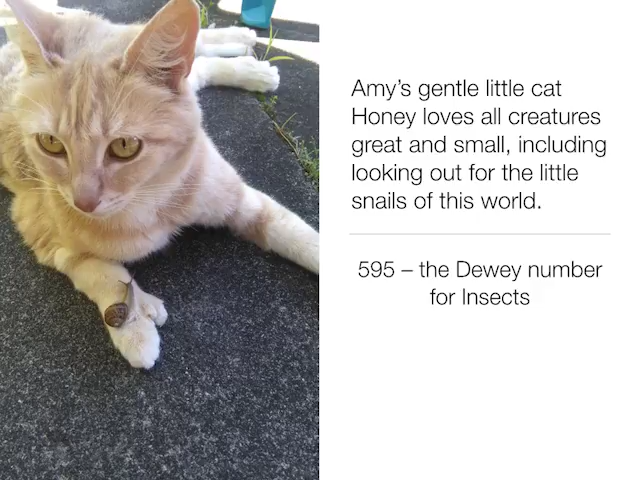 Amy’s gentle little cat
Honey loves all creatures
great and small, including
looking out for the little
snails of this world.
595 – the Dewey number
for Insects